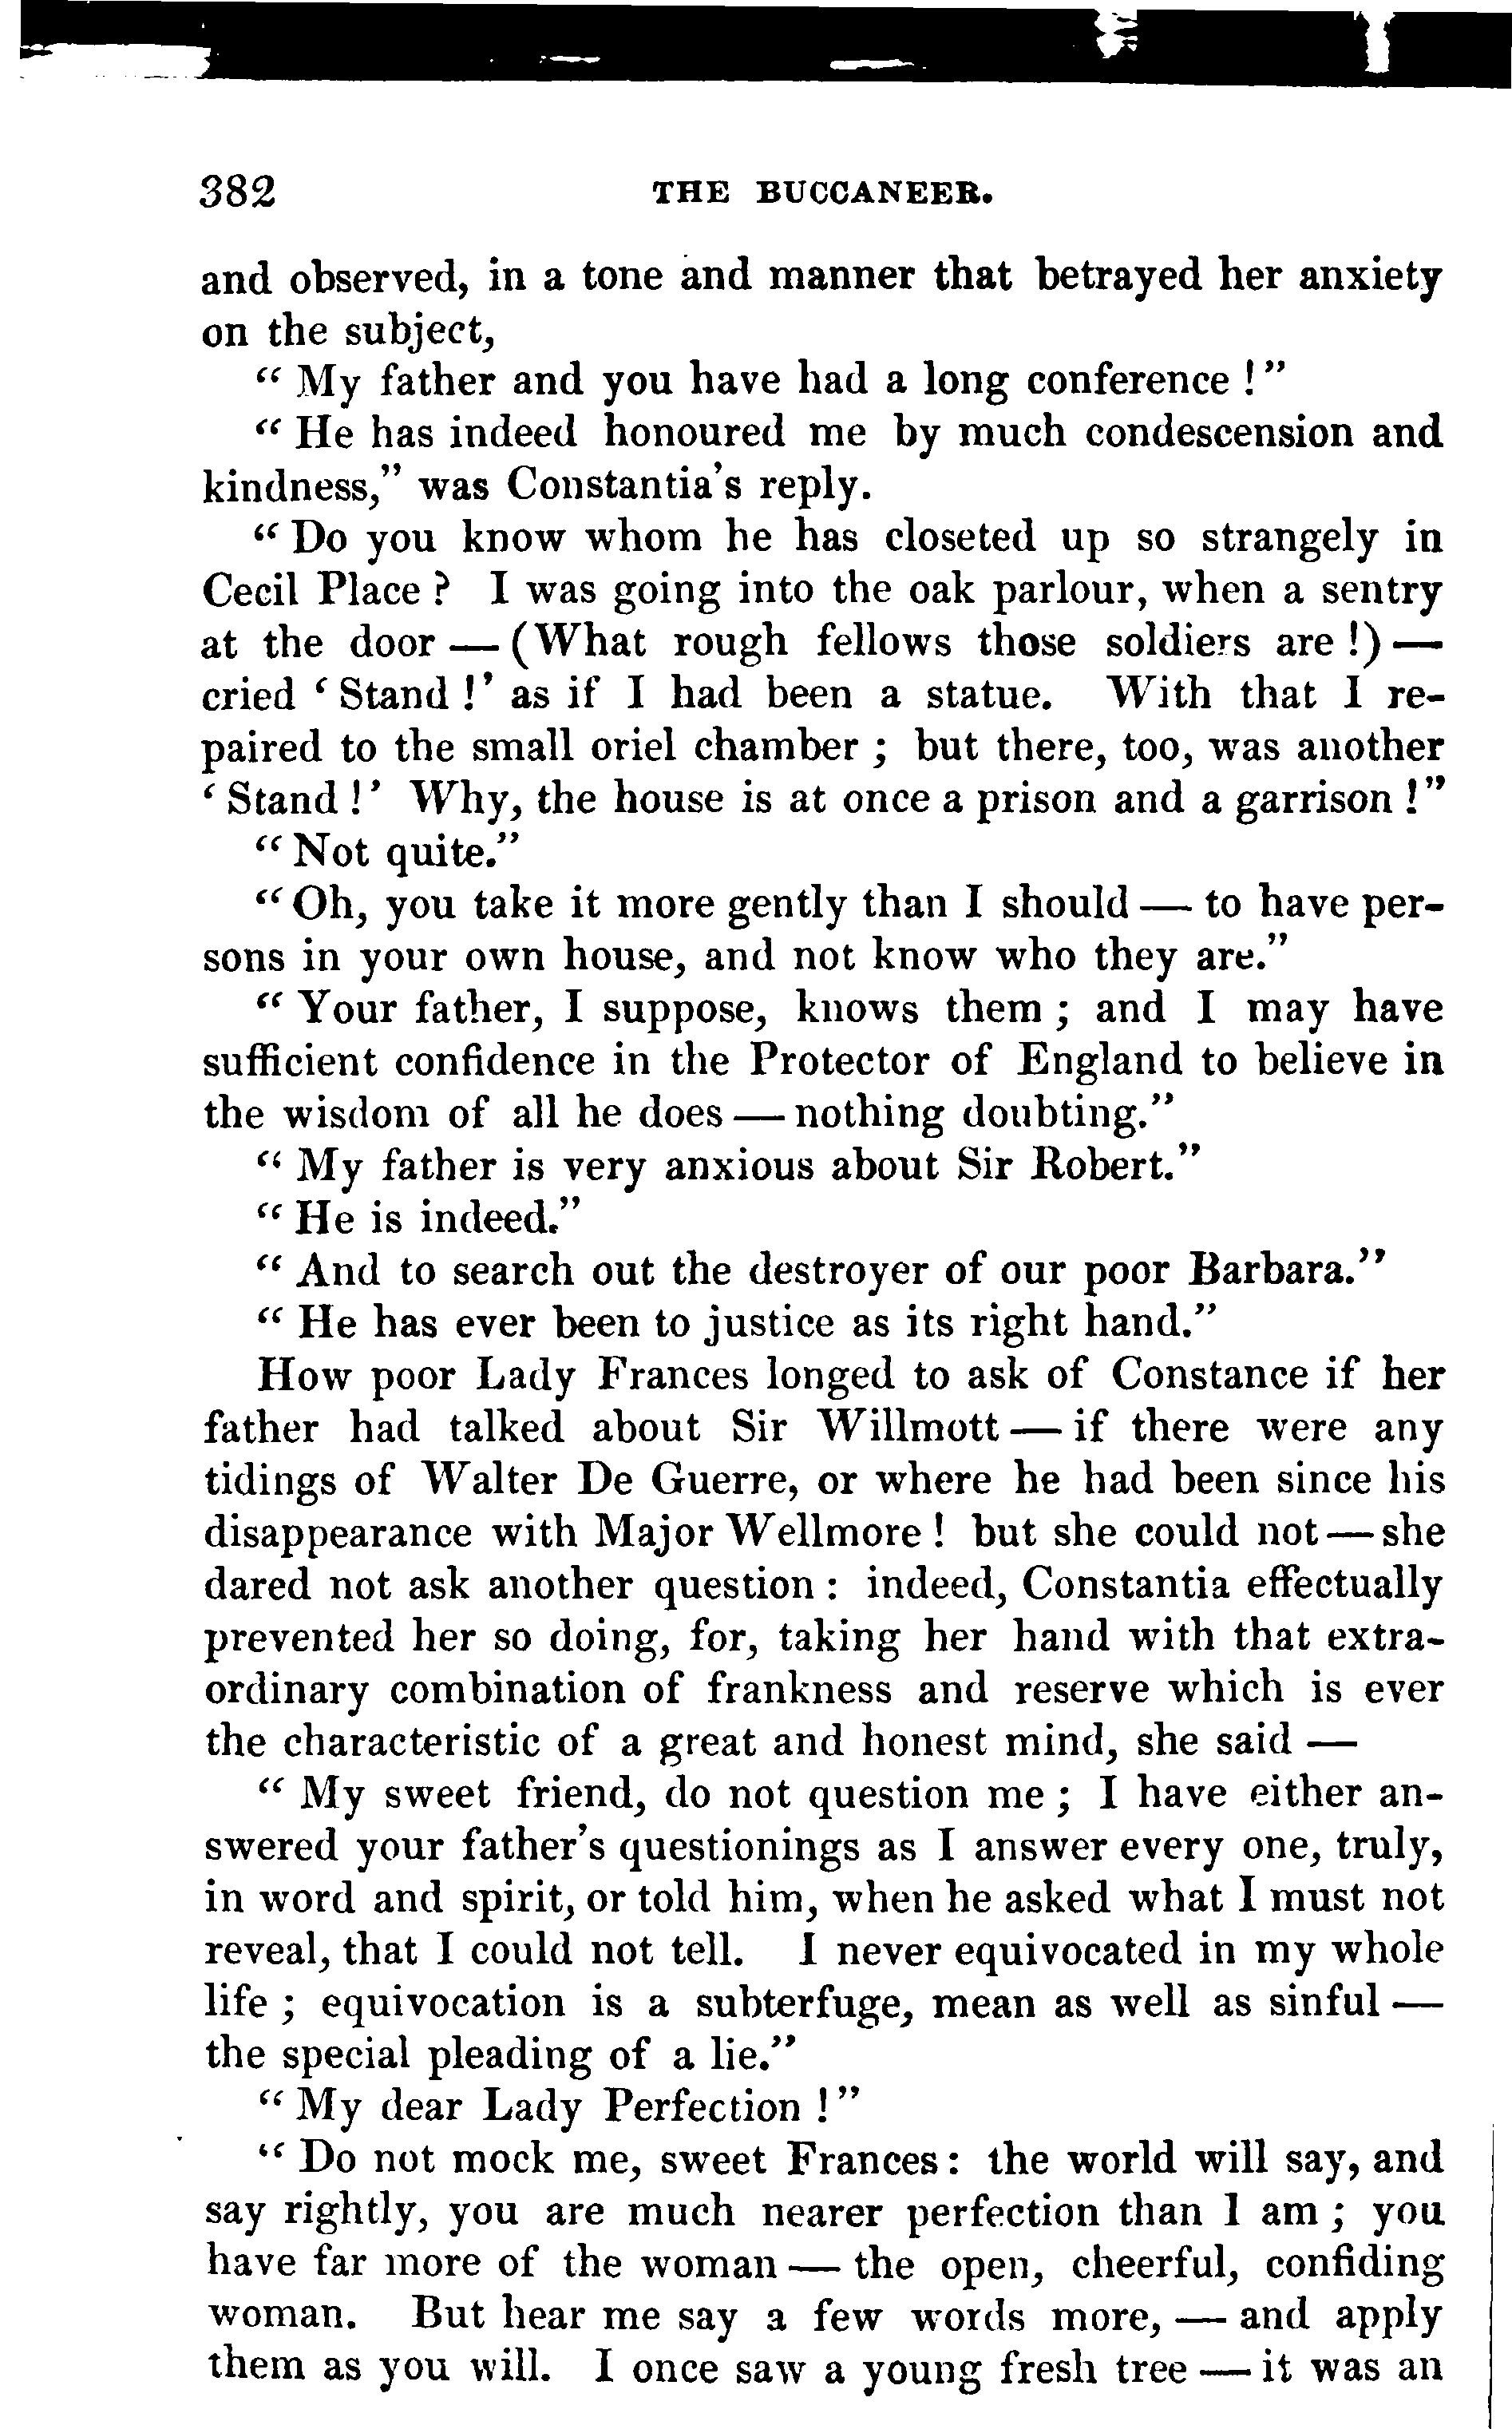 382 THE BUCCANEER.
and observed, in a tone and manner that betrayed her anxiety
on the subject,
“ My father and you have had a long conference ! ”
“ He has indeed honoured me by much condescension and
kindness,” was Constantia's reply.
“ Do you know whom he has closeted up so strangely in
Cecil Place ? I was going into the oak parlour, when a sentry
at the door — (What rough fellows those soldiers are !) —
cried ‘ Stand !’ as if I had been a statue. With that I re-
paired to the small oriel chamber ; but there, too, was another
‘ Stand !’ Why, the house is at once a prison and a garrison !”
“ Not quite.”
“ Oh, you take it more gently than I should — to have per-
sons in your own house, and not know who they are.”
“ Your father, I suppose, knows them ; and I may have
sufficient confidence in the Protector of England to believe in
the wisdom of all he does — nothing doubting.”
“ My father is very anxious about Sir Robert.”
“ He is indeed.”
“ And to search out the destroyer of our poor Barbara.”
“ He has ever been to justice as its right hand.”
How poor Lady Frances longed to ask of Constance if her
father had talked about Sir Willmott — if there were any
tidings of Walter De Guerre, or where he had been since his
disappearance with Major Wellmore ! but she could not — she
dared not ask another question : indeed, Constantia effectually
prevented her so doing, for, taking her hand with that extra-
ordinary combination of frankness and reserve which is ever
the characteristic of a great and honest mind, she said —
“ My sweet friend, do not question me ; I have either an-
swered your father's questionings as I answer every one, truly,
in word and spirit, or told him, when he asked what I must not
reveal, that I could not tell. I never equivocated in my whole
life ; equivocation is a subterfuge, mean as well as sinful —
the special pleading of a lie.”
“ My dear Lady Perfection ! ”
“ Do not mock me, sweet Frances : the world will say, and
say rightly, you are much nearer perfection than I am ; you
have far more of the woman — the open, cheerful, confiding
woman. But hear me say a few words more, — and apply
them as you will. I once saw a young fresh tree — it was an